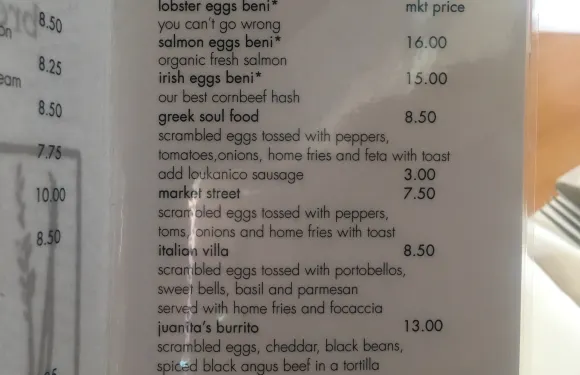 8.50
8.25
eam
8.50
7.75
10.00
8.50
lobster eggs beni* mkt price
you can't go wrong
salmon eggs beni* 16.00
organic fresh salmon
irish eggs beni* 15.00
our best cornbeef hash
greek soul food 8.50
scrambled eggs tossed with peppers,
tomatoes,onions, home fries and feta with toast
add loukanico sausage 3.00
market street 7.50
scrambled eggs tossed with peppers,
toms, onions and home fries with toast
italian villa 8.50
scrambled eggs tossed with portobellos,
sweet bells, basil and parmesan
served with home fries and focaccia
juanita's burrito 13.00
scrambled eggs, cheddar, black beans,
spiced black angus beef in a tortilla